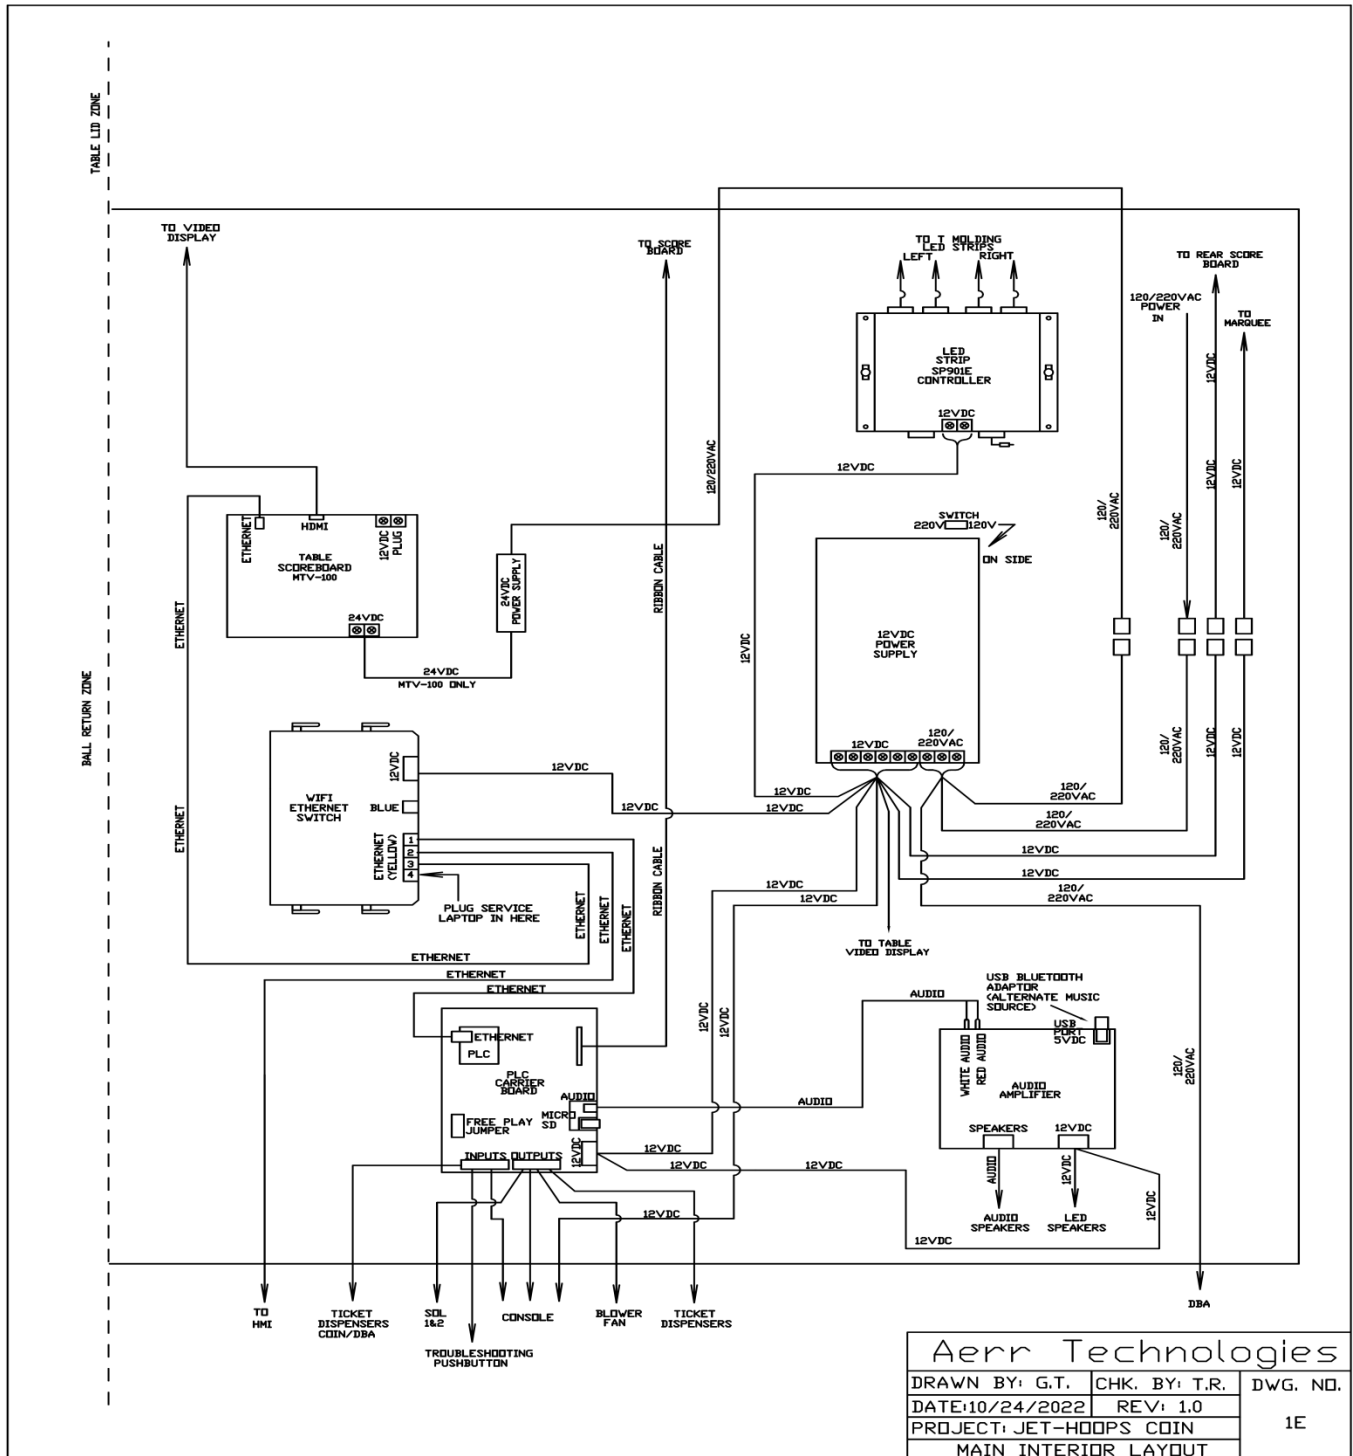 TABLE LID ZONE
BALL RETURN ZONE
TO VIDEO
DISPLAY
TO SCORE
BOARD
TO T MOLDING
LED STRIPS
LEFT
RIGHT
TO REAR SCORE
BOARD
120/220VAC
POWER
IN
TO
MARQUEE
LED
STRIP
SP901E
CONTROLLER
12VDC
12VDC
12VDC
12VDC
12VDC
120/220VAC
120/
220VAC
120/
220VAC
ETHERNET
HDMI
12VDC
PLUG
TABLE
SCOREBOARD
MTV-100
24VDC
24VDC
POWER SUPPLY
24VDC
MTV-100 ONLY
RIBBON CABLE
SWITCH
220V
120V
ON SIDE
12VDC
POWER
SUPPLY
12VDC
120/
220VAC
12VDC
ETHERNET
120/
220VAC
12VDC
12VDC
WIFI
ETHERNET
SWITCH
12VDC
BLUE
ETHERNET
(YELLOW)
1
2
3
4
PLUG SERVICE
LAPTOP IN HERE
12VDC
12VDC
12VDC
12VDC
120/
220VAC
120/
220VAC
12VDC
12VDC
120/
220VAC
12VDC
12VDC
ETHERNET
RIBBON CABLE
ETHERNET
ETHERNET
ETHERNET
ETHERNET
ETHERNET
ETHERNET
TO TABLE
VIDEO DISPLAY
USB BLUETOOTH
ADAPTOR
(ALTERNATE MUSIC
SOURCE)
AUDIO
USB
PORT
5VDC
WHITE AUDIO
RED AUDIO
AUDIO
AMPLIFIER
SPEAKERS
12VDC
12VDC
12VDC
120/
220VAC
ETHERNET
PLC
PLC
CARRIER
BOARD
AUDIO
MICRO
SD
FREE PLAY
JUMPER
INPUTS
OUTPUTS
12VDC
AUDIO
12VDC
12VDC
12VDC
12VDC
12VDC
AUDIO
12VDC
12VDC
AUDIO
SPEAKERS
LED
SPEAKERS
TO
HMI
TICKET
DISPENSERS
COIN/DBA
SOL
1&2
CONSOLE
BLOWER
FAN
TICKET
DISPENSERS
DBA
TROUBLESHOOTING
PUSHBUTTON
Aerr Technologies
DRAWN BY: G.T.
CHK. BY: T.R.
DWG. NO.
DATE:10/24/2022
REV: 1.0
1E
PROJECT: JET-HOOPS COIN
MAIN INTERIOR LAYOUT